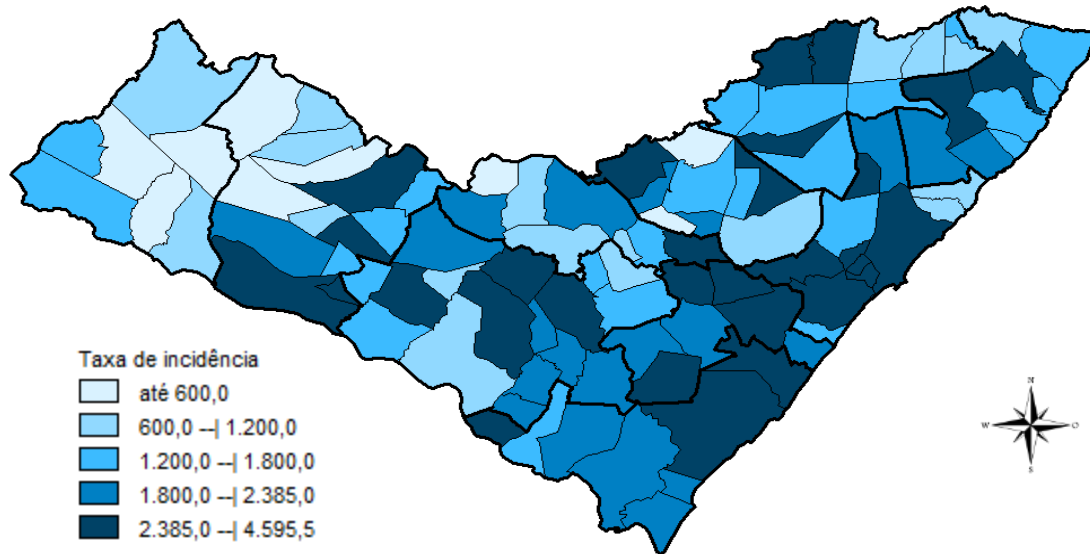 Taxa de incidência
até 600,0
600,0 --| 1.200,0
1.200,0 --| 1.800,0
1.800,0 --| 2.385,0
2.385,0 --| 4.595,5
N
W
O
S